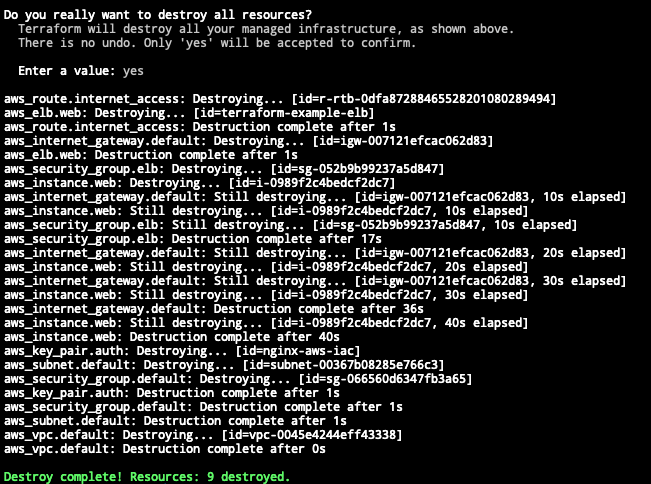 Do you really want to destroy all resources?
Terraform will destroy all your managed infrastructure, as shown above.
There is no undo. Only 'yes' will be accepted to confirm.
Enter a value: yes
aws_route.internet_access: Destroying... [id=r-rtb-0dfa87288465528201080289494]
aws_elb.web: Destroying... [id=terraform-example-elb]
aws_route.internet_access: Destruction complete after 1s
aws_internet_gateway.default: Destroying... [id=igw-007121efcac062d83]
aws_elb.web: Destruction complete after 1s
aws_security_group.elb: Destroying... [id=sg-052b9b99237a5d847]
aws_instance.web: Destroying... [id=i-0989f2c4bedcf2dc7]
aws_internet_gateway.default: Still destroying... [id=igw-007121efcac062d83, 10s elapsed]
aws_instance.web: Still destroying... [id=i-0989f2c4bedcf2dc7, 10s elapsed]
aws_security_group.elb: Still destroying... [id=sg-052b9b99237a5d847, 10s elapsed]
aws_security_group.elb: Destruction complete after 17s
aws_internet_gateway.default: Still destroying... [id=igw-007121efcac062d83, 20s elapsed]
aws_instance.web: Still destroying... [id=i-0989f2c4bedcf2dc7, 20s elapsed]
aws_internet_gateway.default: Still destroying... [id=igw-007121efcac062d83, 30s elapsed]
aws_instance.web: Still destroying... [id=i-0989f2c4bedcf2dc7, 30s elapsed]
aws_internet_gateway.default: Destruction complete after 36s
aws_instance.web: Still destroying... [id=i-0989f2c4bedcf2dc7, 40s elapsed]
aws_instance.web: Destruction complete after 40s
aws_key_pair.auth: Destroying... [id=nginx-aws-iac]
aws_subnet.default: Destroying... [id=subnet-00367b08285e766c3]
aws_security_group.default: Destroying... [id=sg-066560d6347fb3a65]
aws_key_pair.auth: Destruction complete after 1s
aws_security_group.default: Destruction complete after 1s
aws_subnet.default: Destruction complete after 1s
aws_vpc.default: Destroying... [id=vpc-0045e4244eff43338]
aws_vpc.default: Destruction complete after 0s
Destroy complete! Resources: 9 destroyed.